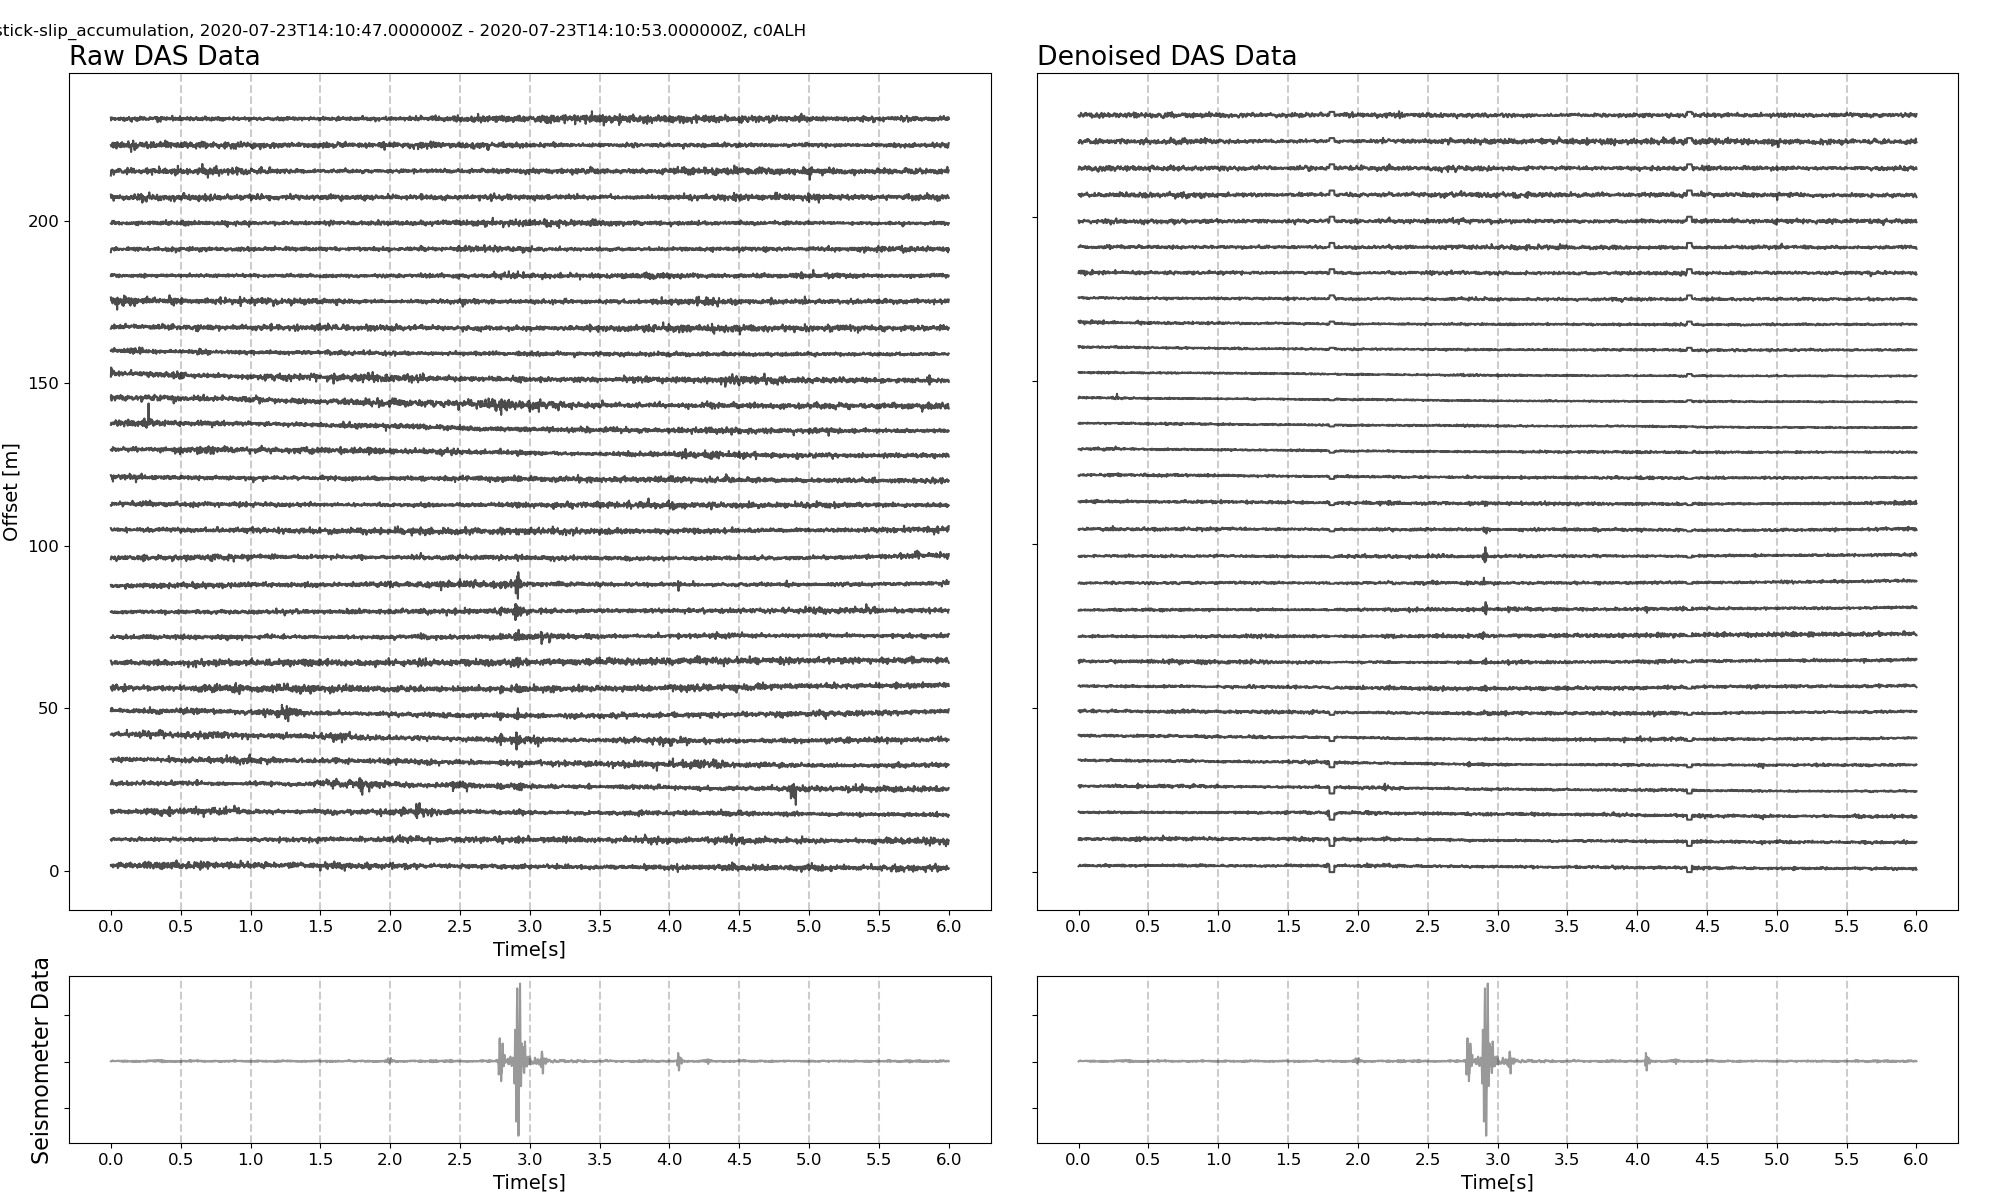 stick-slip_accumulation, 2020-07-23T14:10:47.000000Z - 2020-07-23T14:10:53.000000Z, c0ALH
Raw DAS Data
Denoised DAS Data
Offset [m]
200
150
100
50
0
0.0 0.5 1.0 1.5 2.0 2.5 3.0 3.5 4.0 4.5 5.0 5.5 6.0
Time[s]
0.0 0.5 1.0 1.5 2.0 2.5 3.0 3.5 4.0 4.5 5.0 5.5 6.0
Seismometer Data
0.0 0.5 1.0 1.5 2.0 2.5 3.0 3.5 4.0 4.5 5.0 5.5 6.0
Time[s]
0.0 0.5 1.0 1.5 2.0 2.5 3.0 3.5 4.0 4.5 5.0 5.5 6.0
Time[s]